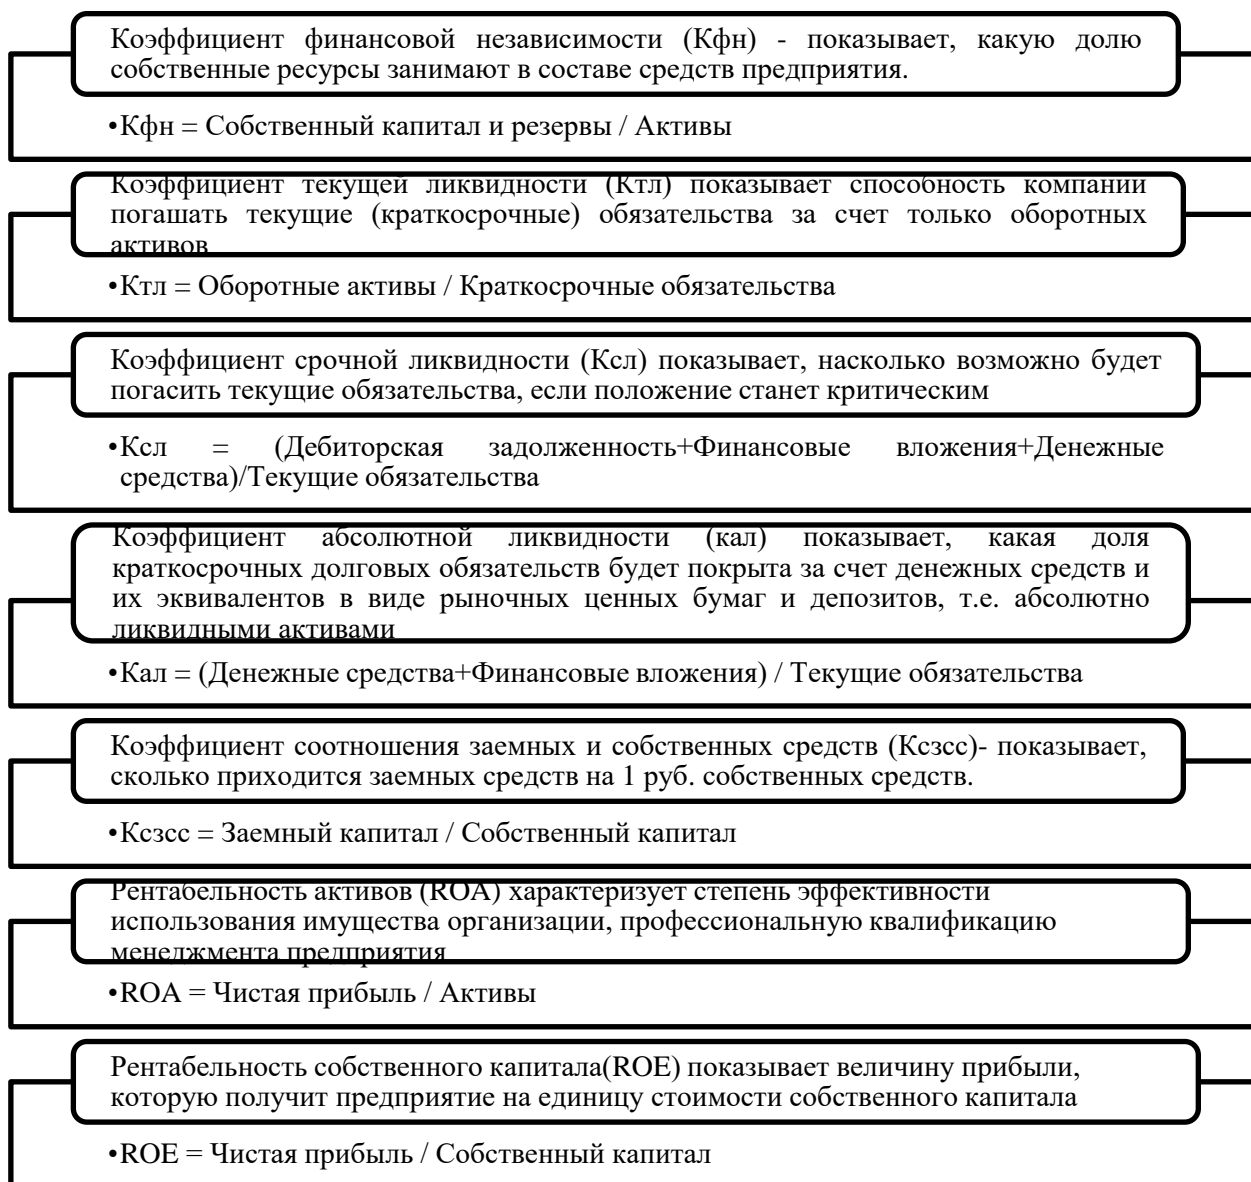 Коэффициент финансовой независимости (Кфн) - показывает, какую долю
собственные ресурсы занимают в составе средств предприятия.
•Кфн = Собственный капитал и резервы / Активы
Коэффициент текущей ликвидности (Ктл) показывает способность компании
погашать текущие (краткосрочные) обязательства за счет только оборотных
активов
•Ктл = Оборотные активы / Краткосрочные обязательства
Коэффициент срочной ликвидности (Ксл) показывает, насколько возможно будет
погасить текущие обязательства, если положение станет критическим
•Ксл = (Дебиторская задолженность+Финансовые вложения+Денежные
средства)/Текущие обязательства
Коэффициент абсолютной ликвидности (кал) показывает, какая доля
краткосрочных долговых обязательств будет покрыта за счет денежных средств и
их эквивалентов в виде рыночных ценных бумаг и депозитов, т.е. абсолютно
ликвидными активами
•Кал = (Денежные средства+Финансовые вложения) / Текущие обязательства
Коэффициент соотношения заемных и собственных средств (Ксзсс)- показывает,
сколько приходится заемных средств на 1 руб. собственных средств.
•Ксзсс = Заемный капитал / Собственный капитал
Рентабельность активов (ROA) характеризует степень эффективности
использования имущества организации, профессиональную квалификацию
менеджмента предприятия
•ROA = Чистая прибыль / Активы
Рентабельность собственного капитала(ROE) показывает величину прибыли,
которую получит предприятие на единицу стоимости собственного капитала
•ROE = Чистая прибыль / Собственный капитал